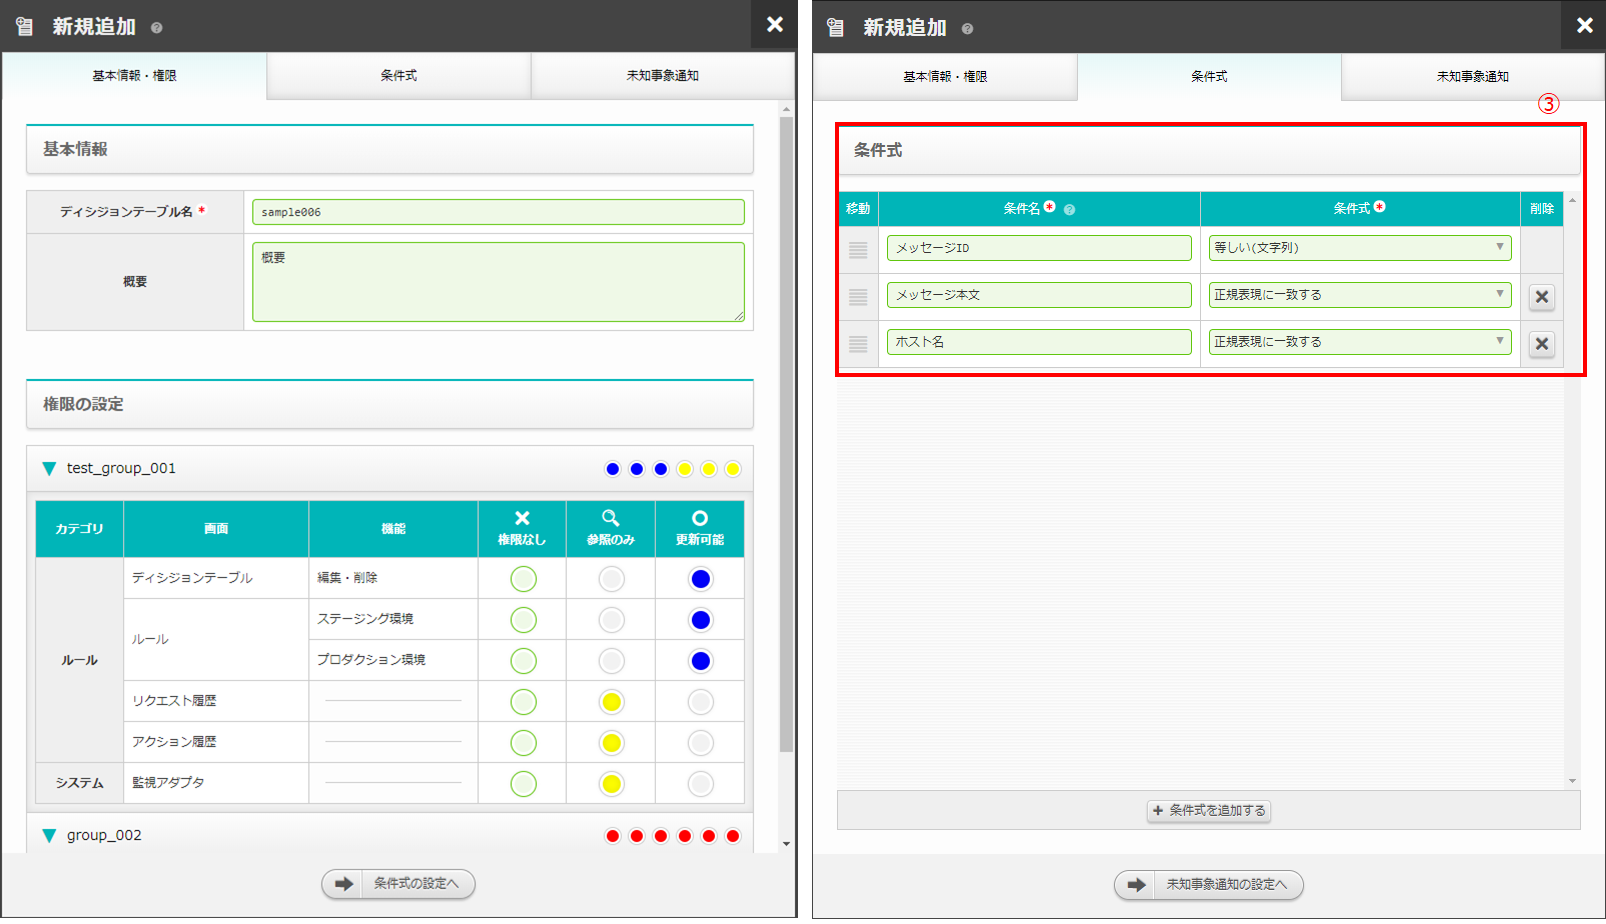 新規追加
基本情報・権限
条件式
未知事象通知
基本情報
ディシジョンテーブル名 *
sample006
概要
概要
権限の設定
test_group_001
カテゴリ
画面
機能
権限なし
参照のみ
更新可能
ルール
ディシジョンテーブル
編集・削除
ルール
ステージング環境
プロダクション環境
リクエスト履歴
アクション履歴
システム
監視アダプタ
group_002
条件式の設定へ
新規追加
基本情報・権限
条件式
未知事象通知
③
条件式
移動
条件名 *
条件式 *
削除
メッセージID
等しい(文字列)
メッセージ本文
正規表現に一致する
ホスト名
正規表現に一致する
+ 条件式を追加する
未知事象通知の設定へ